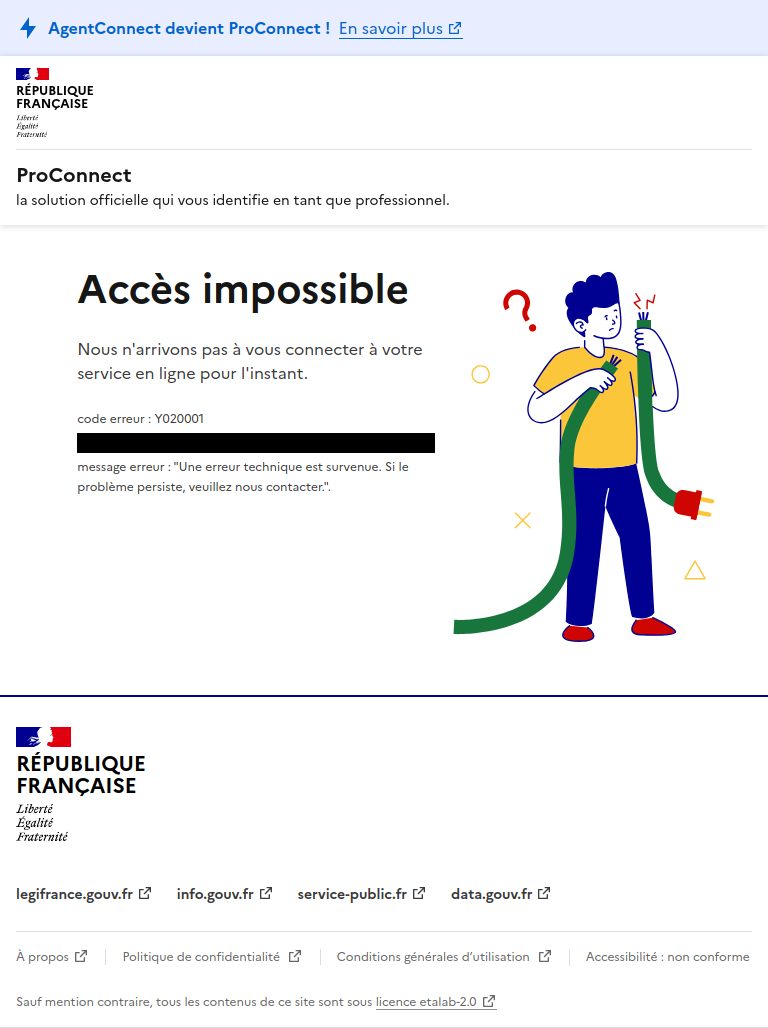 AgentConnect devient ProConnect ! En savoir plus
RÉPUBLIQUE
FRANÇAISE
Liberté
Égalité
Fraternité
ProConnect
la solution officielle qui vous identifie en tant que professionnel.
Accès impossible
Nous n'arrivons pas à vous connecter à votre
service en ligne pour l'instant.
code erreur : Y020001
message erreur : "Une erreur technique est survenue. Si le
problème persiste, veuillez nous contacter.".
RÉPUBLIQUE
FRANÇAISE
Liberté
Égalité
Fraternité
legifrance.gouv.fr info.gouv.fr service-public.fr data.gouv.fr
À propos Politique de confidentialité Conditions générales d’utilisation Accessibilité : non conforme
Sauf mention contraire, tous les contenus de ce site sont sous licence etalab-2.0